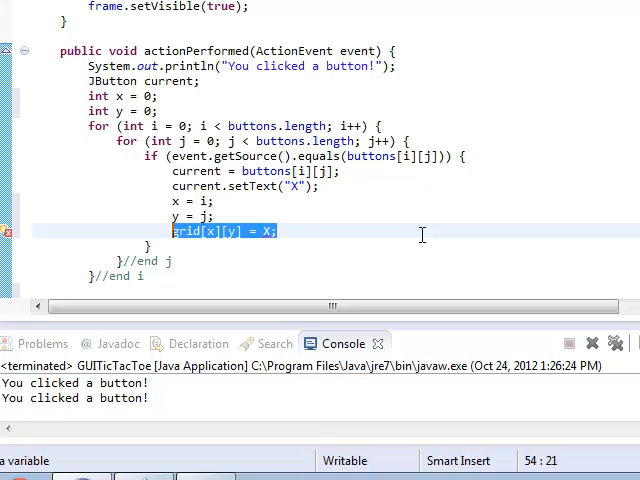 frame.setVisible(true);
}
public void actionPerformed(ActionEvent event) {
System.out.println("You clicked a button!");
JButton current;
int x = 0;
int y = 0;
for (int i = 0; i < buttons.length; i++) {
for (int j = 0; j < buttons.length; j++) {
if (event.getSource().equals(buttons[i][j])) {
current = buttons[i][j];
current.setText("X");
x = i;
y = j;
grid[x][y] = X;
}
}//end j
}//end i
Problems @ Javadoc Declaration Search Console
<terminated> GUITicTacToe [Java Application] C:\Program Files\Java\jre7\bin\javaw.exe (Oct 24, 2012 1:26:24 PM)
You clicked a button!
You clicked a button!
a variable Writable Smart Insert 54 : 21